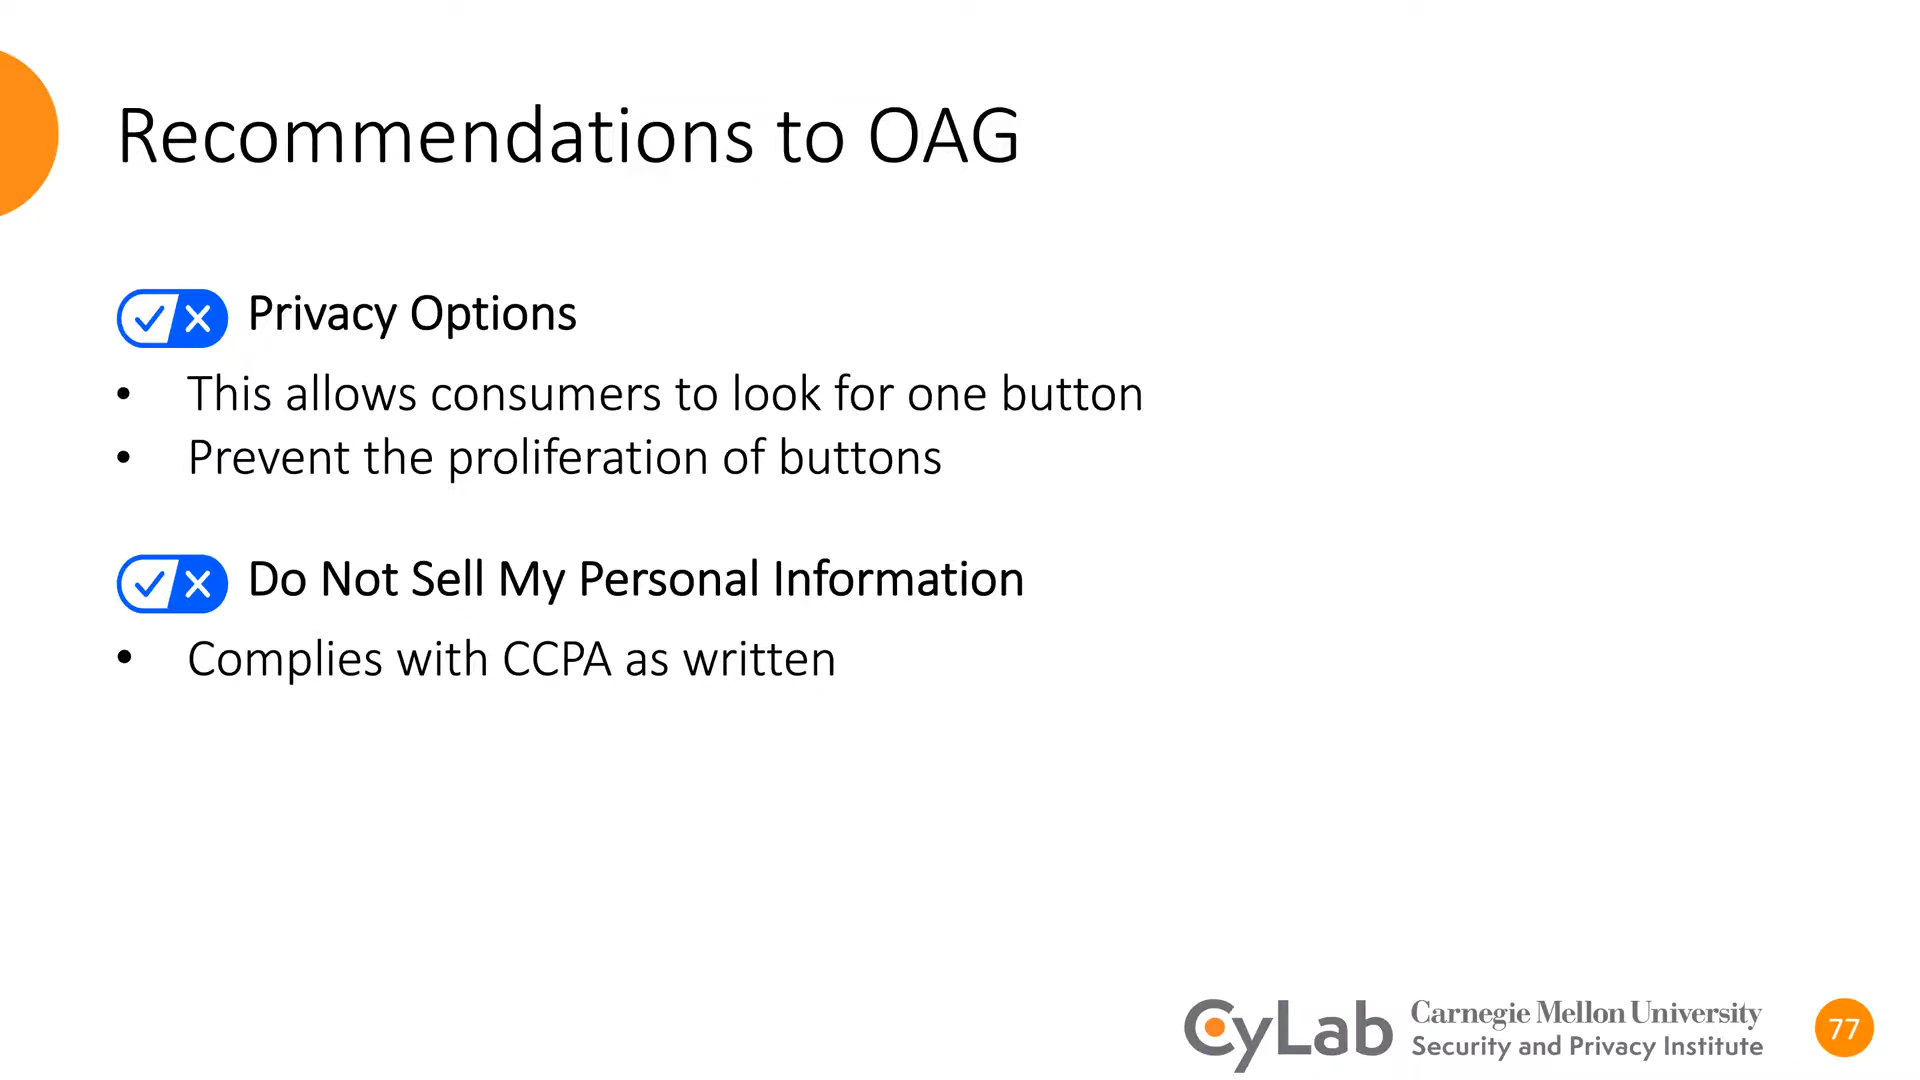 Recommendations to OAG
Privacy Options
• This allows consumers to look for one button
• Prevent the proliferation of buttons
Do Not Sell My Personal Information
• Complies with CCPA as written
CyLab
Carnegie Mellon University
Security and Privacy Institute
77